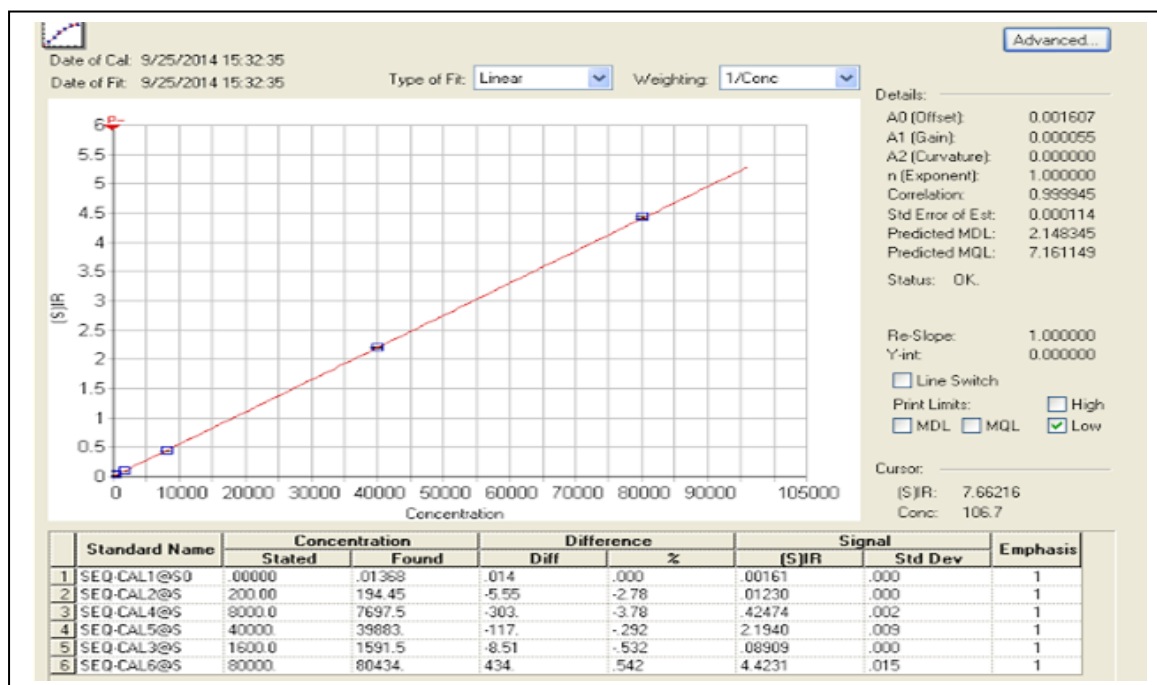 Advanced...
Date of Cal: 9/25/2014 15:32:35
Date of Fit: 9/25/2014 15:32:35
Type of Fit: Linear Weighting: 1/Conc
Details:
A0 (Offset): 0.001607
A1 (Gain): 0.000055
A2 (Curvature): 0.000000
n (Exponent): 1.000000
Correlation: 0.999945
Std Error of Est: 0.000114
Predicted MDL: 2.148345
Predicted MQL: 7.161149
Status: OK.
Re-Slope: 1.000000
Y-int: 0.000000
Line Switch
Print Limits: High
MDL MQL Low
Cursor:
(S)IR: 7.66216
Conc: 106.7
6
5.5
5
4.5
4
3.5
3
2.5
2
1.5
1
0.5
0
(S)IR
0 10000 20000 30000 40000 50000 60000 70000 80000 90000 105000
Concentration
Standard Name Concentration Difference Signal Emphasis
Stated Found Diff % (S)IR Std Dev
1 SEQ-CAL1@S0 .00000 .01368 .014 .000 .00161 .000 1
2 SEQ-CAL2@S 200.00 194.45 -5.55 -2.78 .01230 .000 1
3 SEQ-CAL4@S 8000.0 7697.5 -303. -3.78 .42474 .002 1
4 SEQ-CAL5@S 40000. 39883. -117. -.292 2.1940 .009 1
5 SEQ-CAL3@S 1600.0 1591.5 -8.51 -.532 .08909 .000 1
6 SEQ-CAL6@S 80000. 80434. 434. .542 4.4231 .015 1